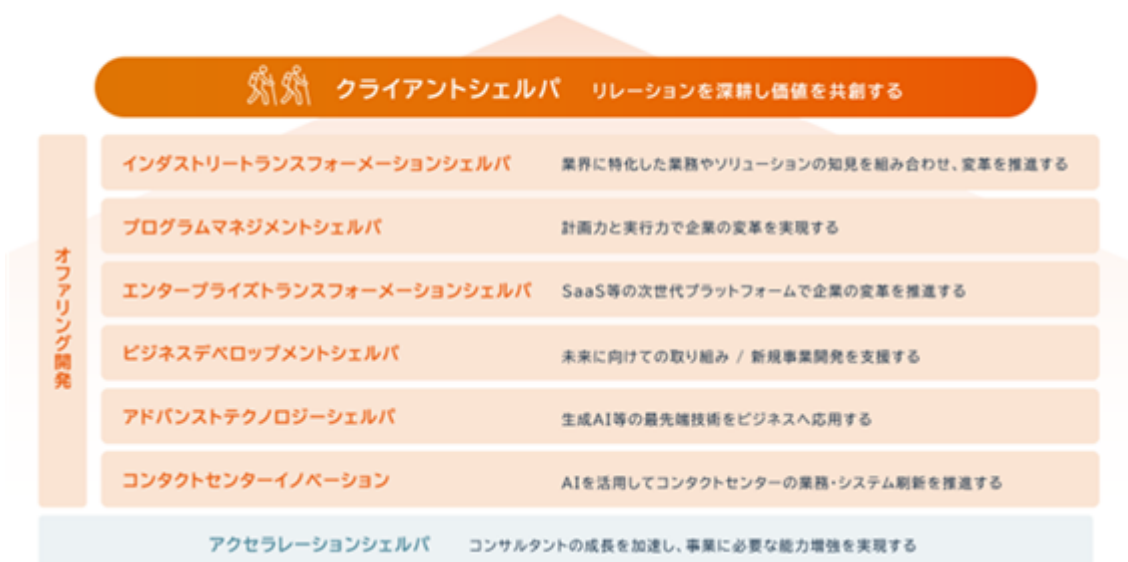 クライアントシェルパ リレーションを深耕し価値を共創する
オファリング開発
インダストリートランスフォーメーションシェルパ 業界に特化した業務やソリューションの知見を組み合わせ、変革を推進する
プログラムマネジメントシェルパ 計画力と実行力で企業の変革を実現する
エンタープライズトランスフォーメーションシェルパ SaaS等の次世代プラットフォームで企業の変革を推進する
ビジネスデベロップメントシェルパ 未来に向けての取り組み / 新規事業開発を支援する
アドバンストテクノロジーシェルパ 生成AI等の最先端技術をビジネスへ応用する
コンタクトセンターイノベーション AIを活用してコンタクトセンターの業務・システム刷新を推進する
アクセラレーションシェルパ コンサルタントの成長を加速し、事業に必要な能力増強を実現する